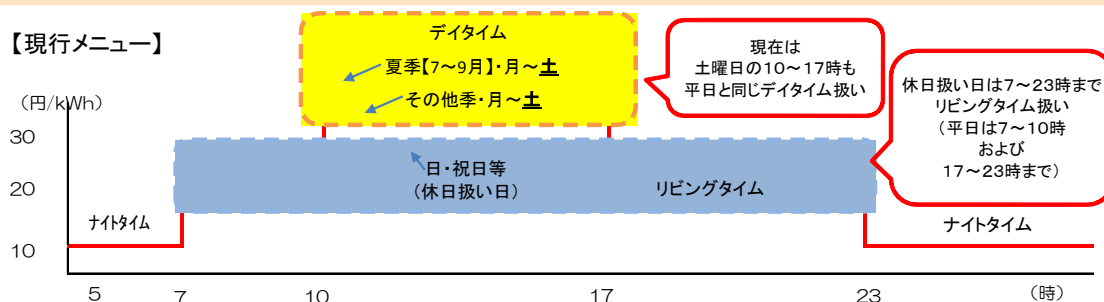 【現行メニュー】
デイタイム
夏季【7～9月】・月～土
その他季・月～土
現在は
土曜日の10～17時も
平日と同じデイタイム扱い
休日扱い日は7～23時まで
リビングタイム扱い
（平日は7～10時
および
17～23時まで）
（円/kWh）
30
20
10
日・祝日等
（休日扱い日）
リビングタイム
ナイトタイム
ナイトタイム
5
7
10
17
23
（時）